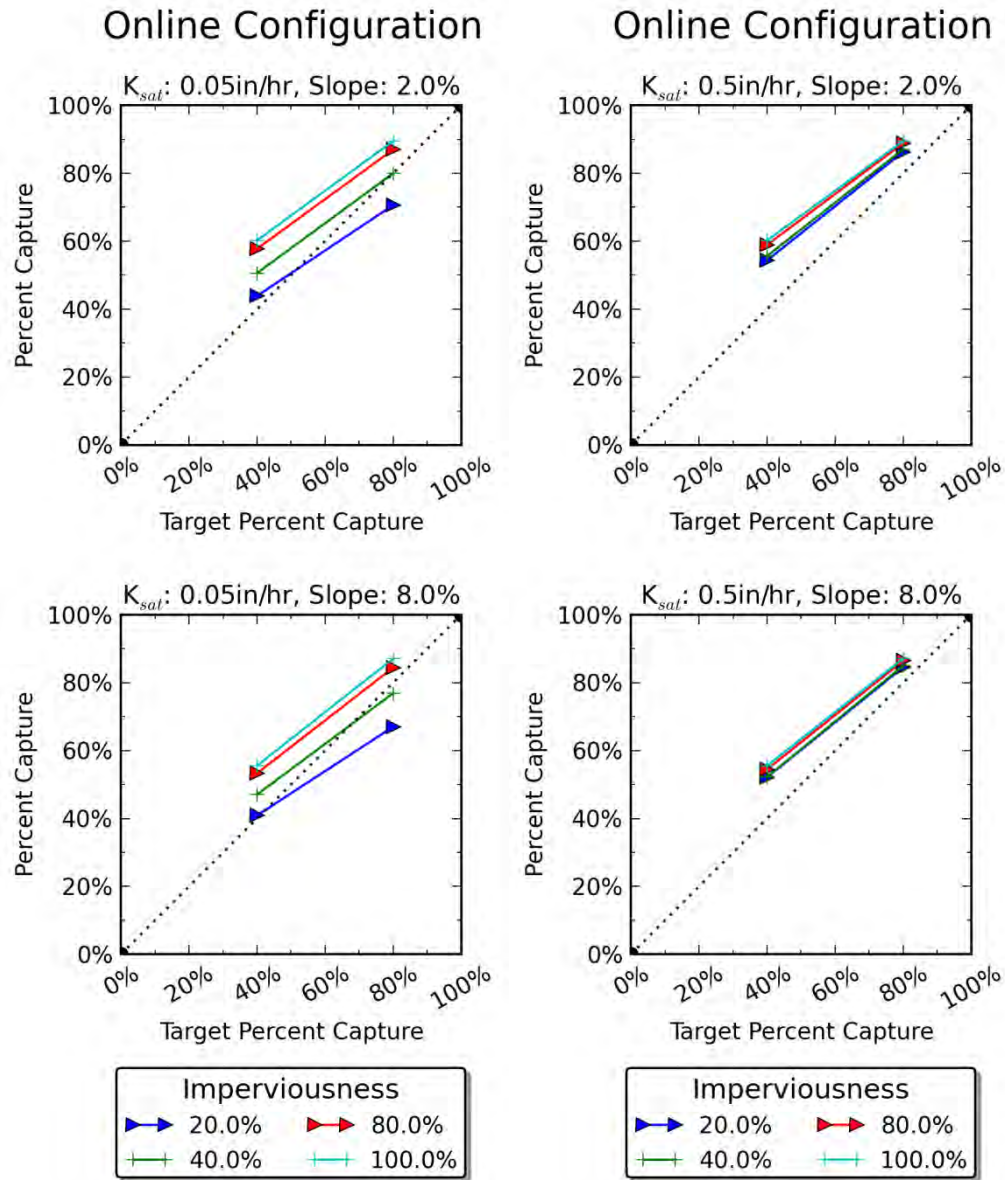 Online Configuration
K_sat: 0.05in/hr, Slope: 2.0%
100%
80%
60%
40%
20%
0%
Percent Capture
0% 20% 40% 60% 80% 100%
Target Percent Capture
Online Configuration
K_sat: 0.5in/hr, Slope: 2.0%
100%
80%
60%
40%
20%
0%
Percent Capture
0% 20% 40% 60% 80% 100%
Target Percent Capture
K_sat: 0.05in/hr, Slope: 8.0%
100%
80%
60%
40%
20%
0%
Percent Capture
0% 20% 40% 60% 80% 100%
Target Percent Capture
K_sat: 0.5in/hr, Slope: 8.0%
100%
80%
60%
40%
20%
0%
Percent Capture
0% 20% 40% 60% 80% 100%
Target Percent Capture
Imperviousness
20.0% 80.0%
40.0% 100.0%
Imperviousness
20.0% 80.0%
40.0% 100.0%